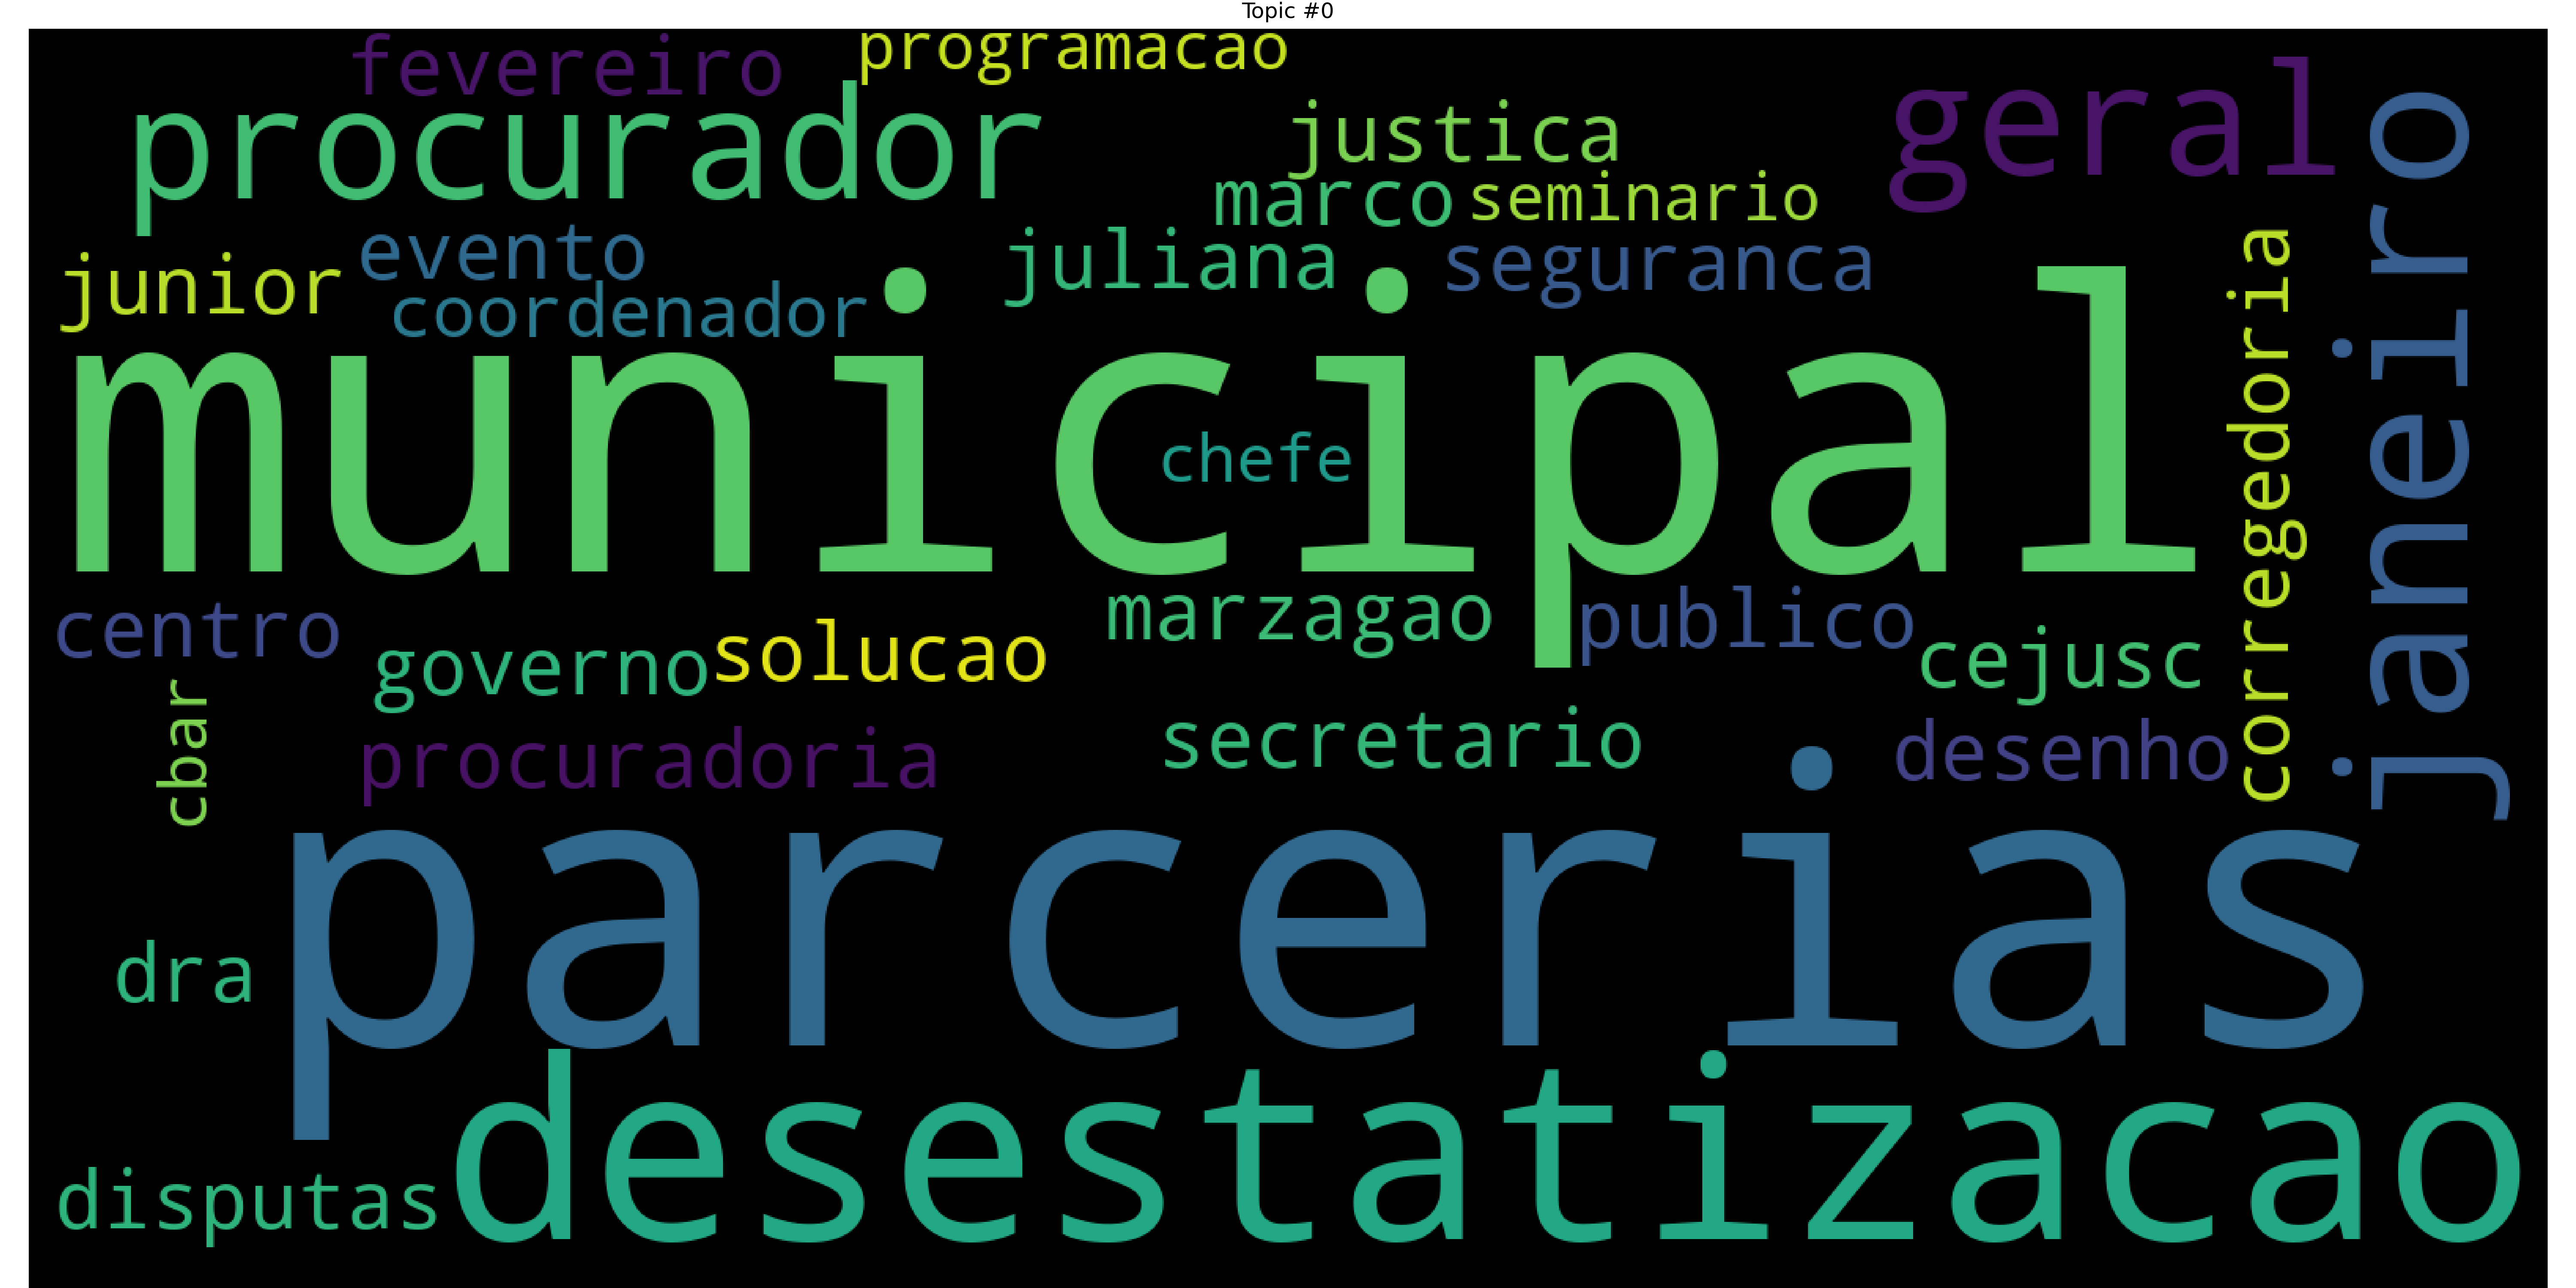 Topic #0
fevereiro
programacao
procurador
justica
geral
janeiro
marco
seminario
junior
evento
juliana
seguranca
coordenador
corregedoria
municipal
chefe
centro
marzagao
publico
governo
solucao
cejusc
cbar
procuradoria
secretario
desenho
parcerias
dra
desestatizacao
disputas